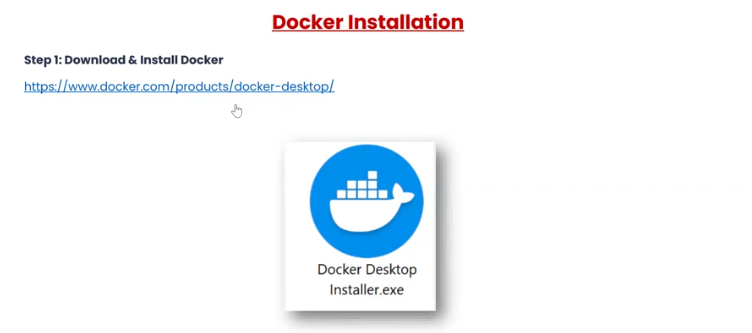 Docker Installation
Step 1: Download & Install Docker
https://www.docker.com/products/docker-desktop/
Docker Desktop
Installer.exe